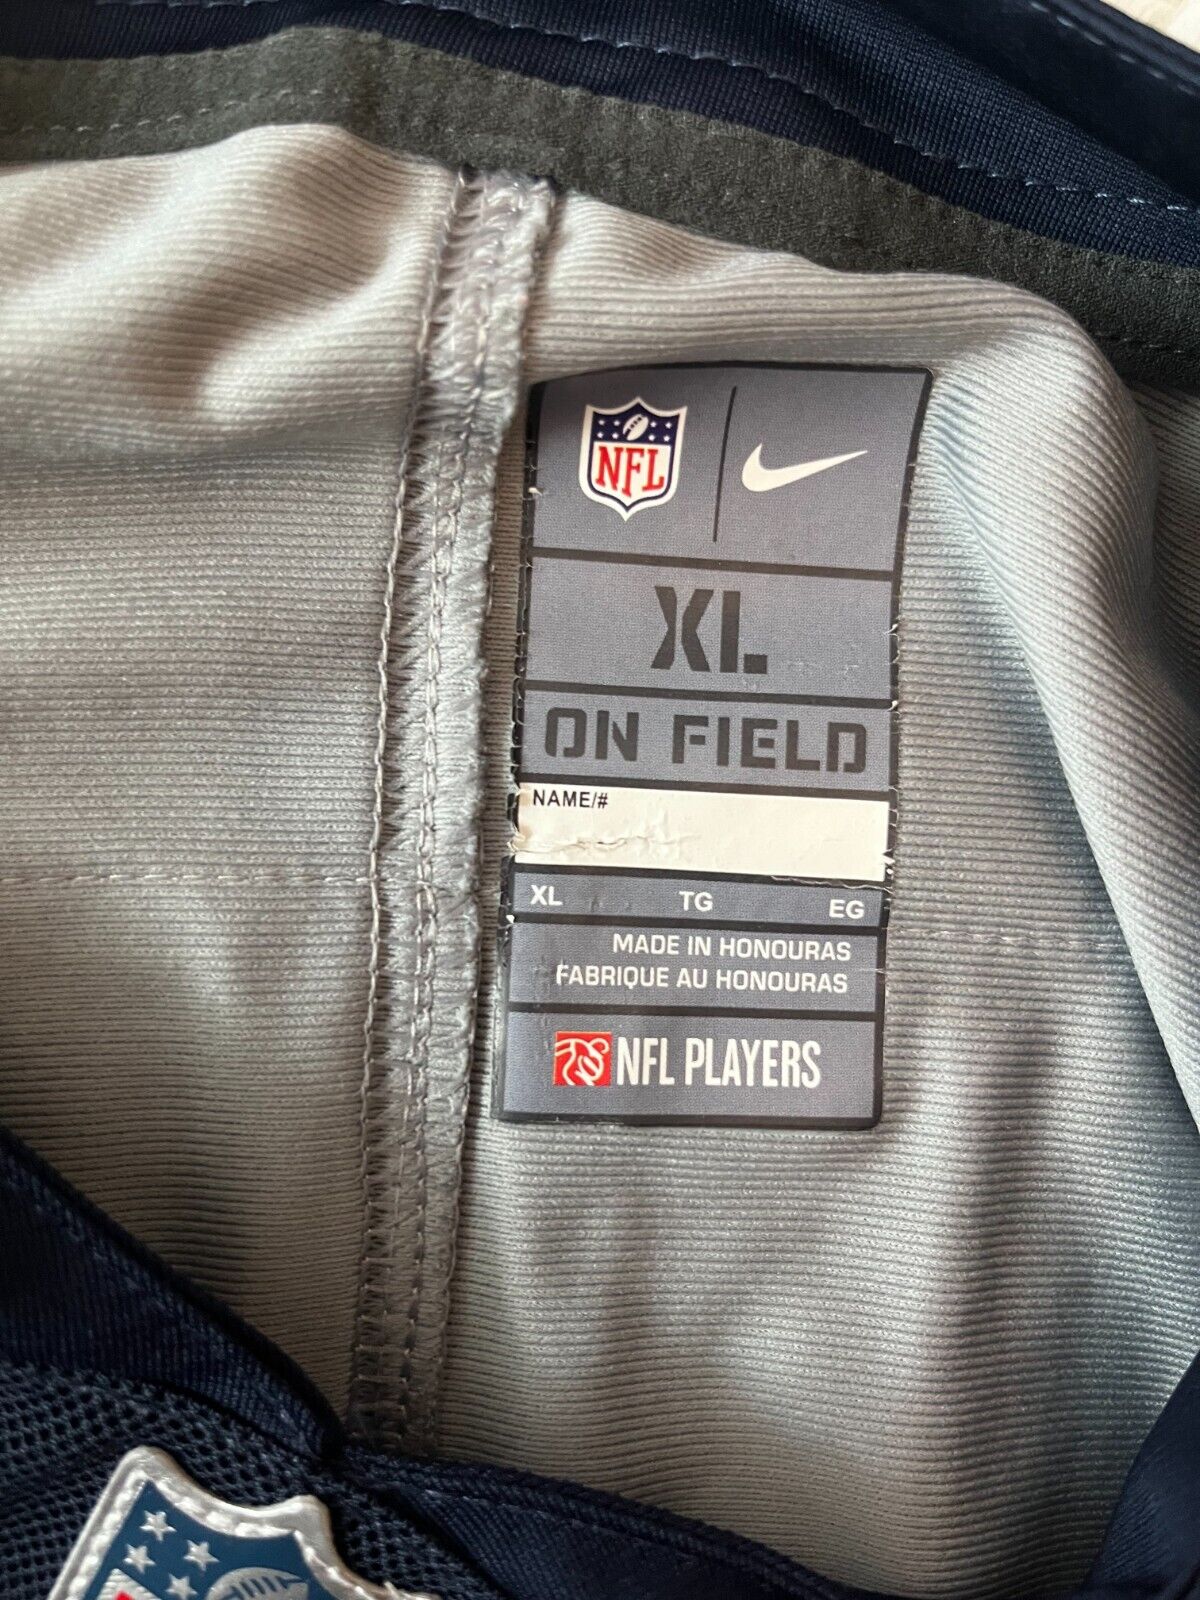 NFL
XL
ON FIELD
NAME/#
XL TG EG
MADE IN HONOURAS
FABRIQUE AU HONOURAS
NFL PLAYERS